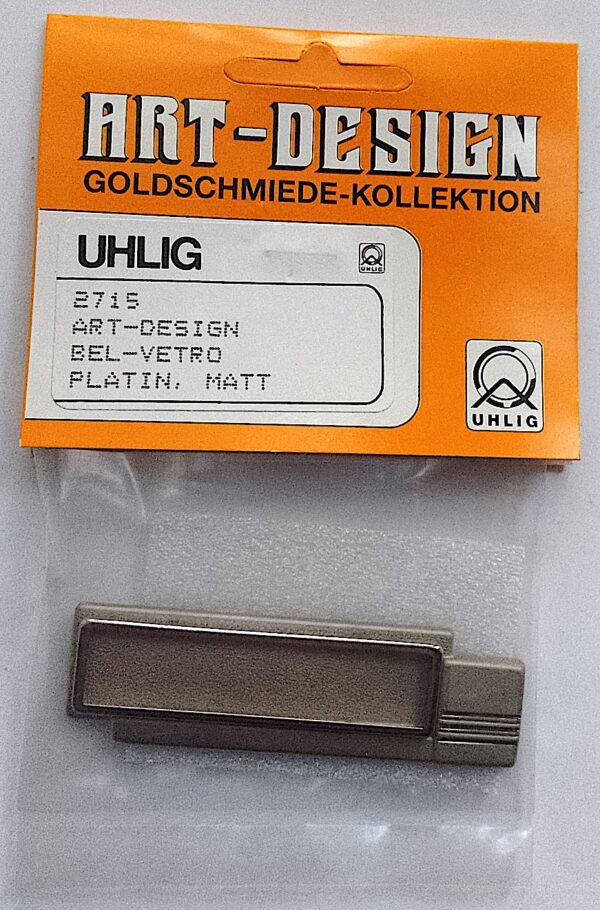 ART-DESIGN
GOLDSCHMIEDE-KOLLEKTION
UHLIG
UHLIG
2715
ART-DESIGN
BEL-VETRO
PLATIN, MATT
UHLIG